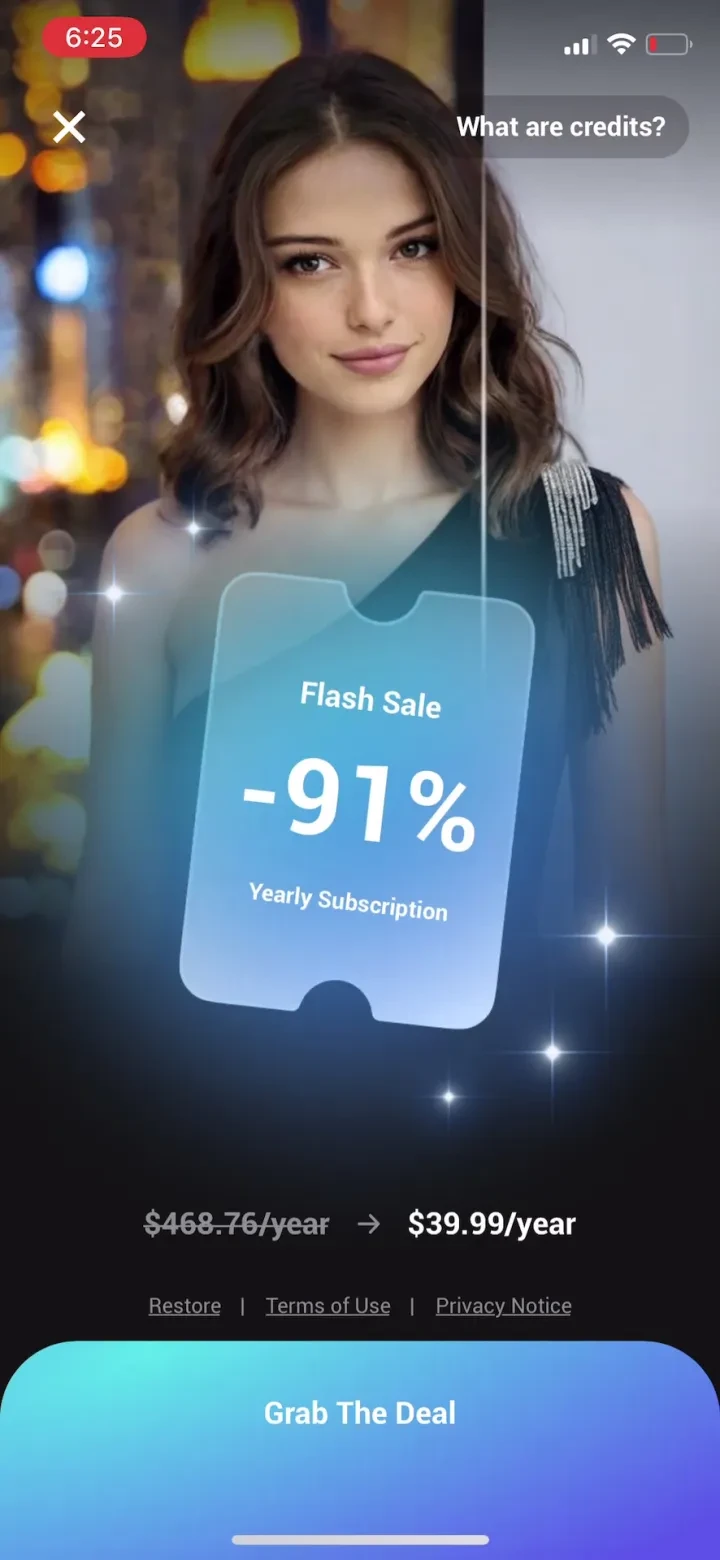 6:25
What are credits?
Flash Sale
-91%
Yearly Subscription
$468.76/year → $39.99/year
Restore | Terms of Use | Privacy Notice
Grab The Deal